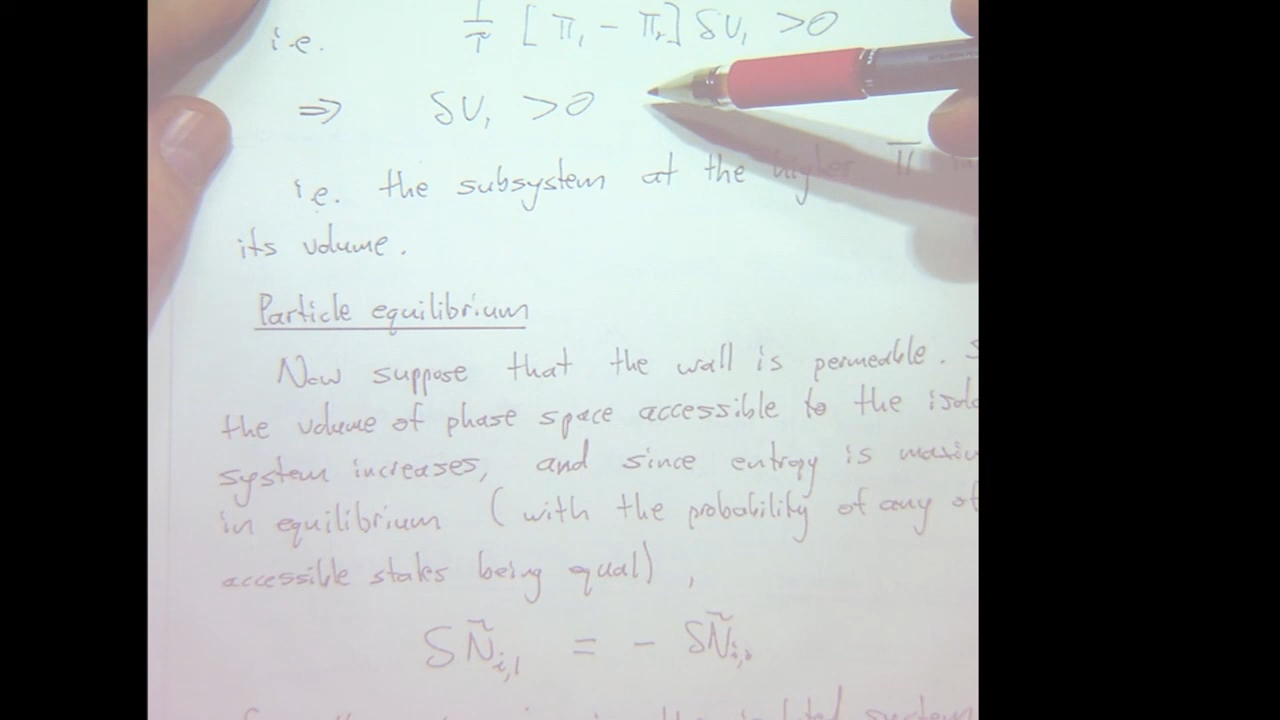 i.e. 1/T [π₁ - π₂] δV₁ >0
⇒ δV₁ >0
i.e. the subsystem at the higher π
its volume.
Particle equilibrium
Now suppose that the wall is permeable.
the volume of phase space accessible to the
system increases, and since entropy is
in equilibrium (with the probability of any of
accessible states being equal),
δÑᵢ,₁ = - δÑᵢ,₂